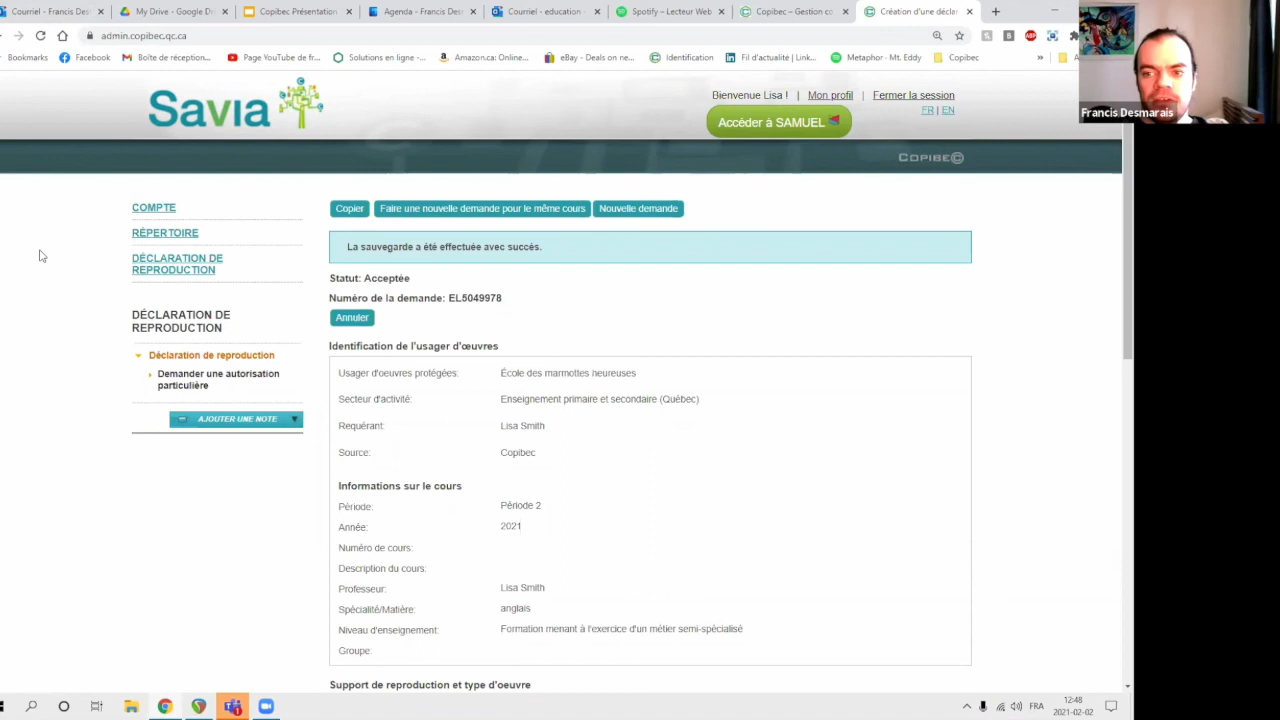 Courriel - Francis Des
My Drive - Google D
Copibec Présentation
Agenda - Francis Des
Courriel - education -
Spotify – Lecteur Web
Copibec – Gestion co
Création d'une décla
admin.copibec.qc.ca
Bookmarks
Facebook
Boîte de réception...
Page YouTube de fr...
Solutions en ligne -...
Amazon.ca: Onlin...
eBay - Deals on ne...
Identification
Fil d'actualité | Link...
Metaphor - Mt. Eddy
Copibec
Francis Desmarais
Savia
Bienvenue Lisa ! | Mon profil | Fermer la session
FR | EN
Accéder à SAMUEL
COPIBEC
COMPTE
RÉPERTOIRE
DÉCLARATION DE
REPRODUCTION
DÉCLARATION DE
REPRODUCTION
Déclaration de reproduction
Demander une autorisation
particulière
AJOUTER UNE NOTE
Copier
Faire une nouvelle demande pour le même cours
Nouvelle demande
La sauvegarde a été effectuée avec succès.
Statut: Acceptée
Numéro de la demande: EL5049978
Annuler
Identification de l'usager d'œuvres
Usager d'oeuvres protégées: École des marmottes heureuses
Secteur d'activité: Enseignement primaire et secondaire (Québec)
Requérant: Lisa Smith
Source: Copibec
Informations sur le cours
Période: Période 2
Année: 2021
Numéro de cours:
Description du cours:
Professeur: Lisa Smith
Spécialité/Matière: anglais
Niveau d'enseignement: Formation menant à l'exercice d'un métier semi-spécialisé
Groupe:
Support de reproduction et type d'oeuvre
FRA
12:48
2021-02-02